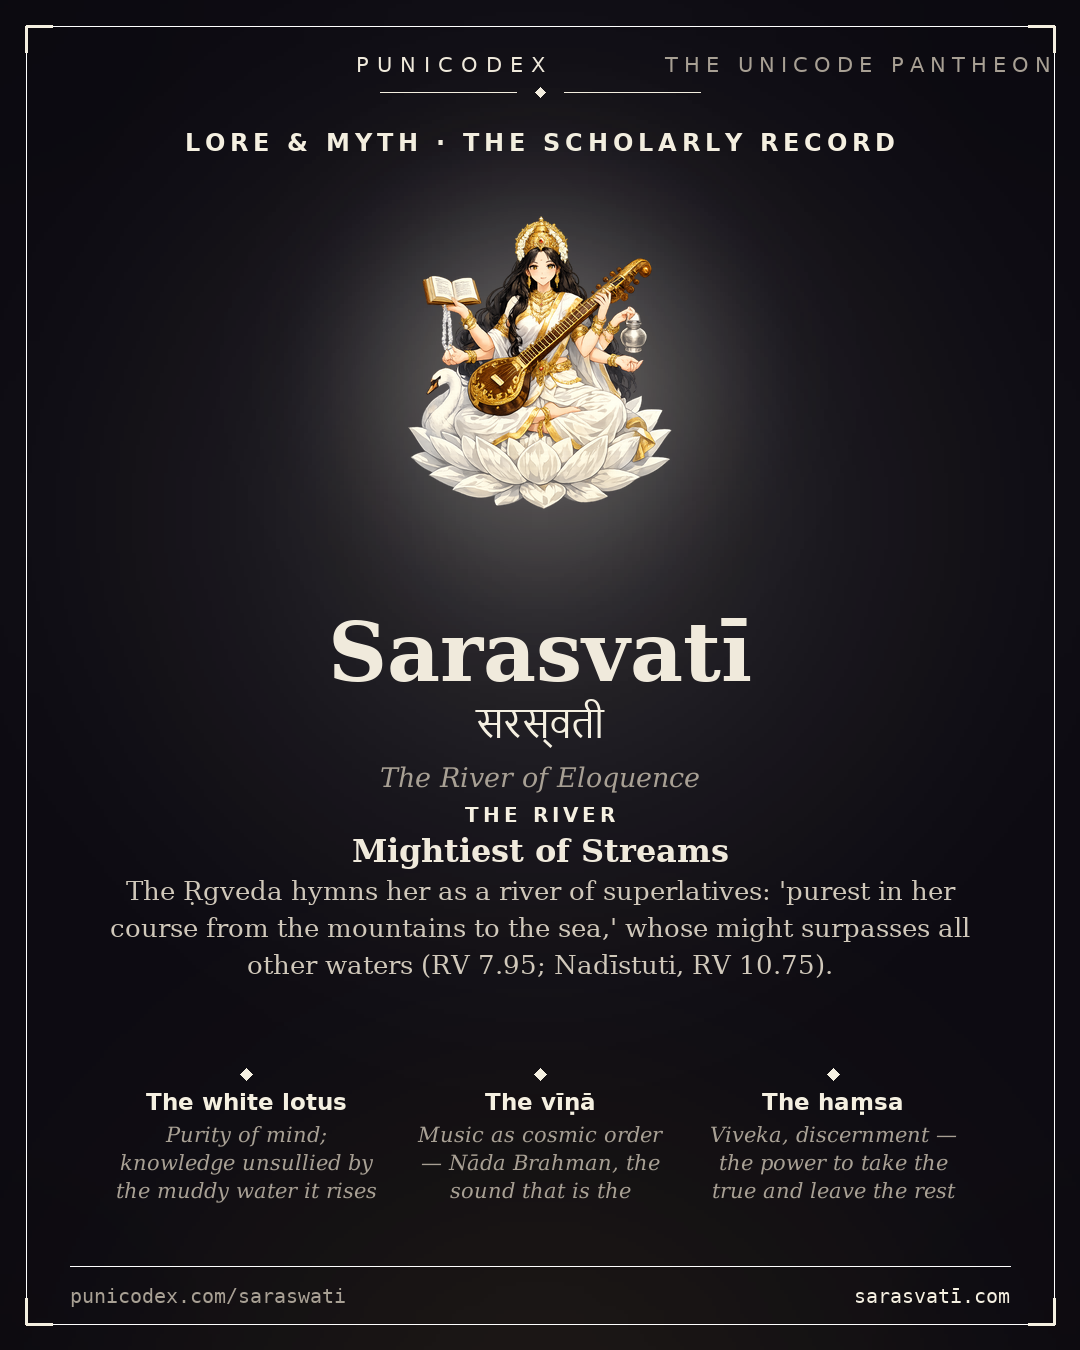 PUNICODEX THE UNICODE PANTHEON
LORE & MYTH · THE SCHOLARLY RECORD
Sarasvatī
सरस्वती
The River of Eloquence
THE RIVER
Mightiest of Streams
The Ṛgveda hymns her as a river of superlatives: 'purest in her
course from the mountains to the sea,' whose might surpasses all
other waters (RV 7.95; Nadīstuti, RV 10.75).
The white lotus
Purity of mind;
knowledge unsullied by
the muddy water it rises
The vīṇā
Music as cosmic order
— Nāda Brahman, the
sound that is the
The haṃsa
Viveka, discernment —
the power to take the
true and leave the rest
punicodex.com/saraswati
sarasvatī.com